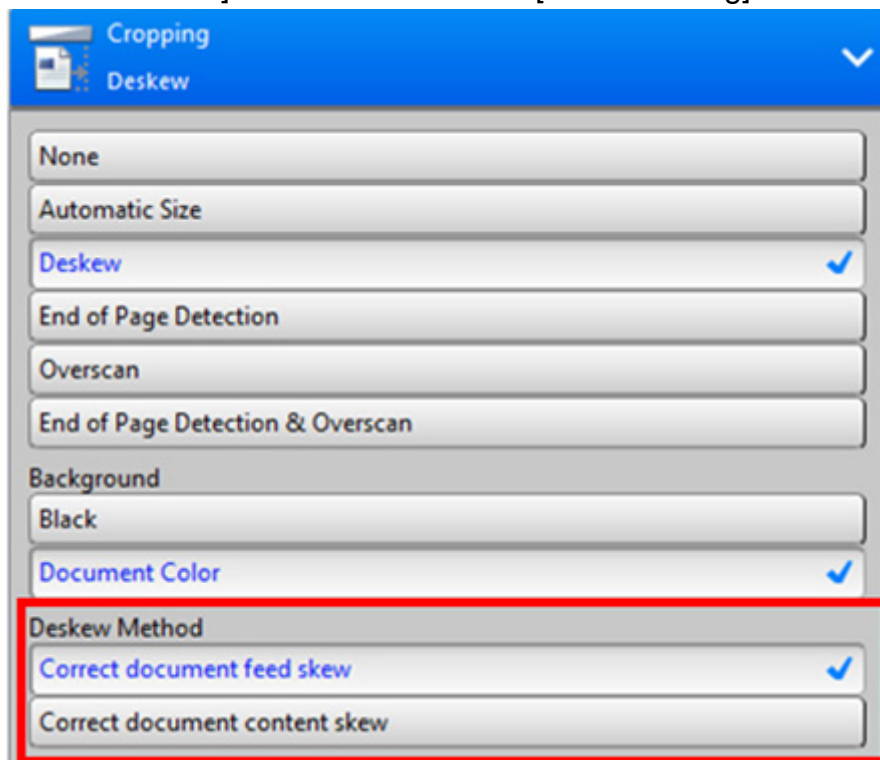 Cropping
Deskew
None
Automatic Size
Deskew
End of Page Detection
Overscan
End of Page Detection & Overscan
Background
Black
Document Color
Deskew Method
Correct document feed skew
Correct document content skew